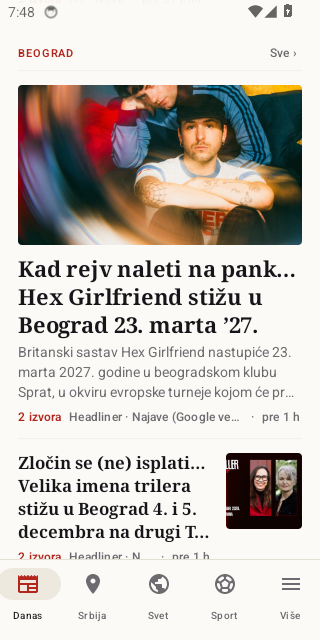 7:48
BEOGRAD
Sve ›
Kad rejv naleti na pank...
Hex Girlfriend stižu u
Beograd 23. marta ’27.
Britanski sastav Hex Girlfriend nastupiće 23.
marta 2027. godine u beogradskom klubu
Sprat, u okviru evropske turneje kojom će pr...
2 izvora Headliner · Najave (Google ve... · pre 1 h
Zločin se (ne) isplati...
Velika imena trilera
stižu u Beograd 4. i 5.
decembra na drugi T...
2 izvora Headliner · N... · pre 1 h
Danas
Srbija
Svet
Sport
Više